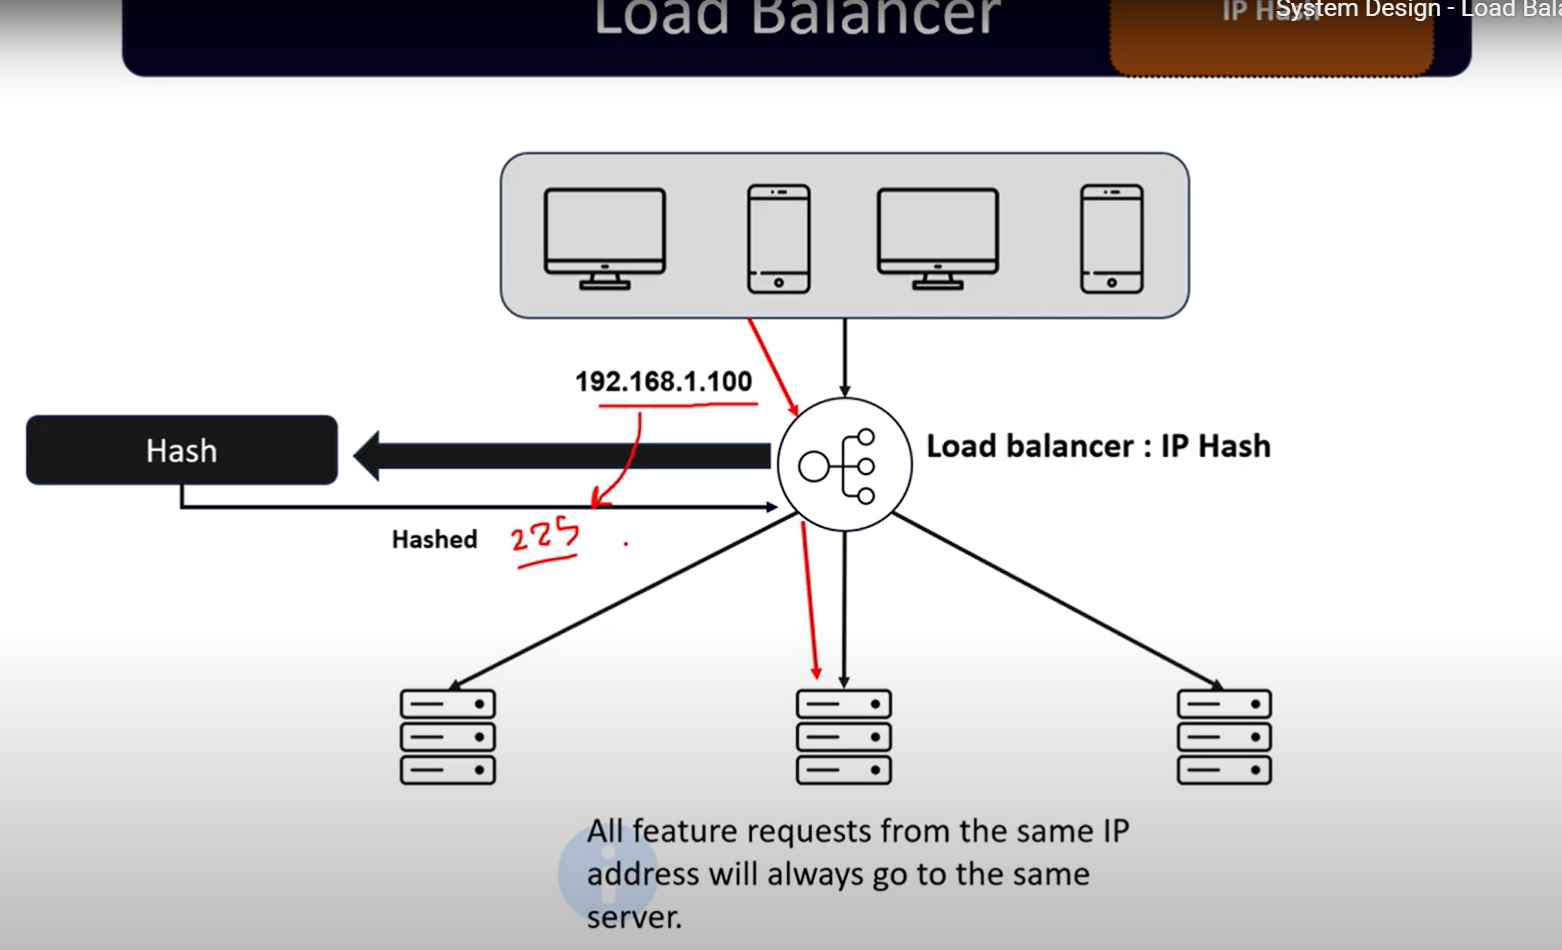 Load Balancer
IP Hash
System Design - Load Bala
192.168.1.100
Hash
Load balancer : IP Hash
Hashed 225
All feature requests from the same IP
address will always go to the same
server.